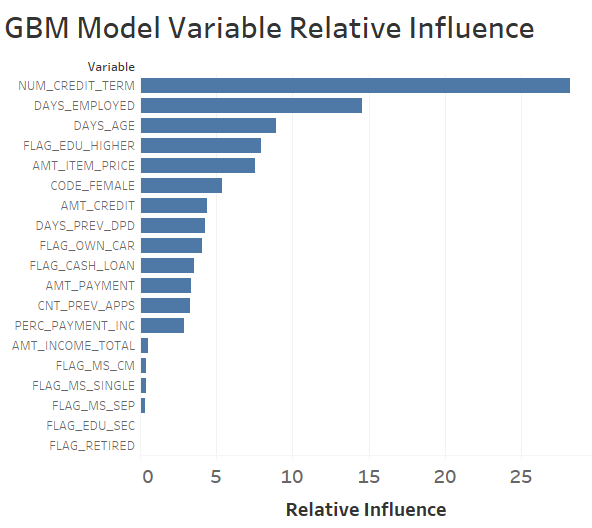 GBM Model Variable Relative Influence
Variable
NUM_CREDIT_TERM
DAYS_EMPLOYED
DAYS_AGE
FLAG_EDU_HIGHER
AMT_ITEM_PRICE
CODE_FEMALE
AMT_CREDIT
DAYS_PREV_DPD
FLAG_OWN_CAR
FLAG_CASH_LOAN
AMT_PAYMENT
CNT_PREV_APPS
PERC_PAYMENT_INC
AMT_INCOME_TOTAL
FLAG_MS_CM
FLAG_MS_SINGLE
FLAG_MS_SEP
FLAG_EDU_SEC
FLAG_RETIRED
0 5 10 15 20 25
Relative Influence